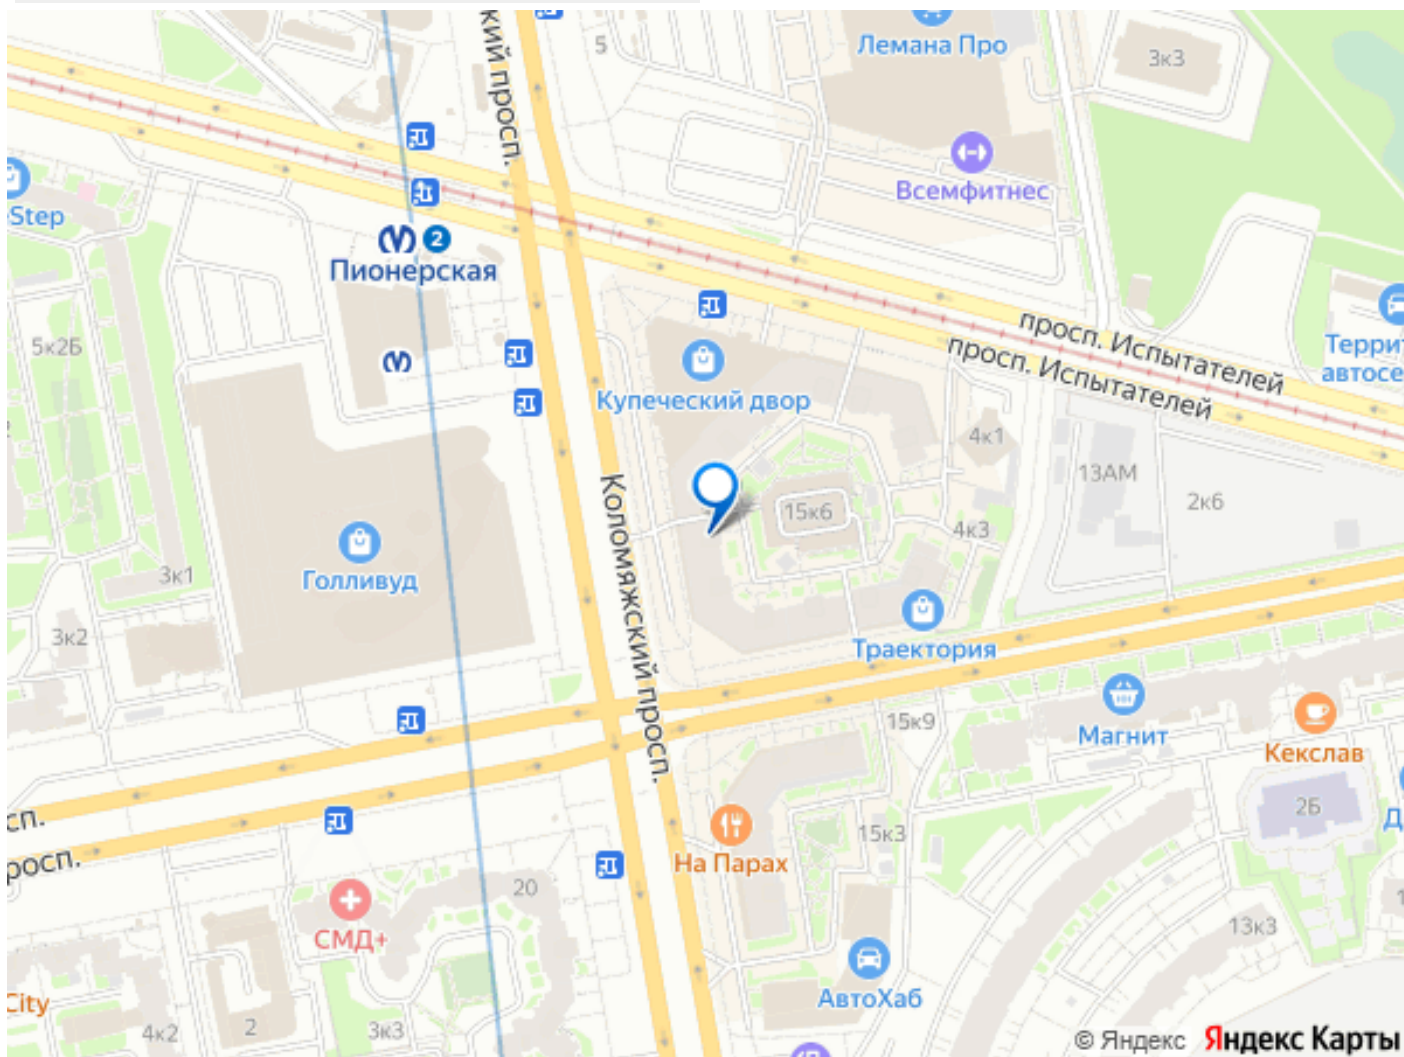 кий просп.
5
Лемана Про
3к3
Всемфитнес
Step
2
Пионерская
просп. Испытателей
просп. Испытателей
Террит
автосе
5к2Б
Купеческий двор
4к1
13АМ
2к6
15к6
4к3
Коломяжский просп.
Голливуд
3к1
3к2
Траектория
15к9
Магнит
Кекслав
сп.
росп.
2Б
Д
На Парах
15к3
20
СМД+
13к3
1
АвтоХаб
City
4к2
2
3к3
© Яндекс Яндекс Карты